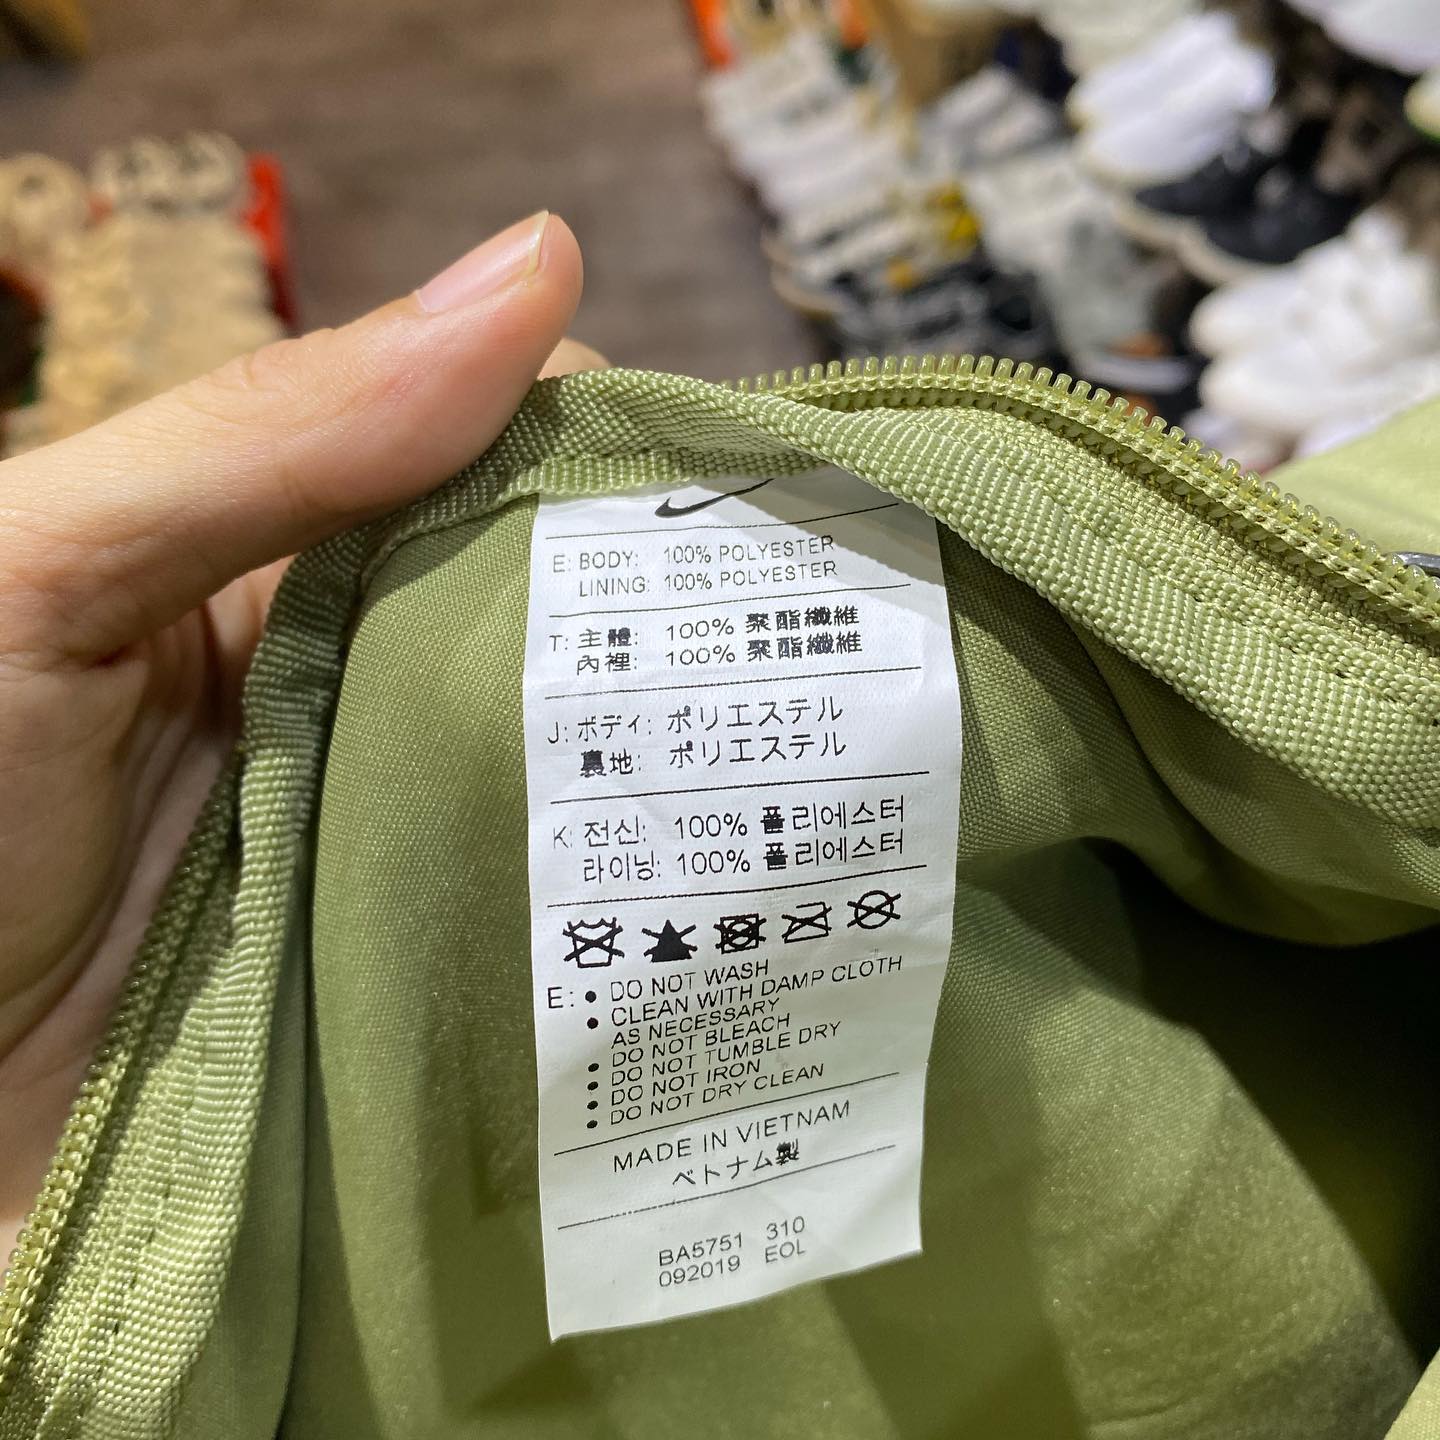 E: BODY: 100% POLYESTER
LINING: 100% POLYESTER
T: 主體: 100% 聚酯纖維
內裡: 100% 聚酯纖維
J: ボディ: ポリエステル
裏地: ポリエステル
K: 전신: 100% 폴리에스터
라이닝: 100% 폴리에스터
E: • DO NOT WASH
• CLEAN WITH DAMP CLOTH
AS NECESSARY
DO NOT BLEACH
• DO NOT TUMBLE DRY
• DO NOT IRON
• DO NOT DRY CLEAN
MADE IN VIETNAM
ベトナム製
BA5751 310
092019 EOL